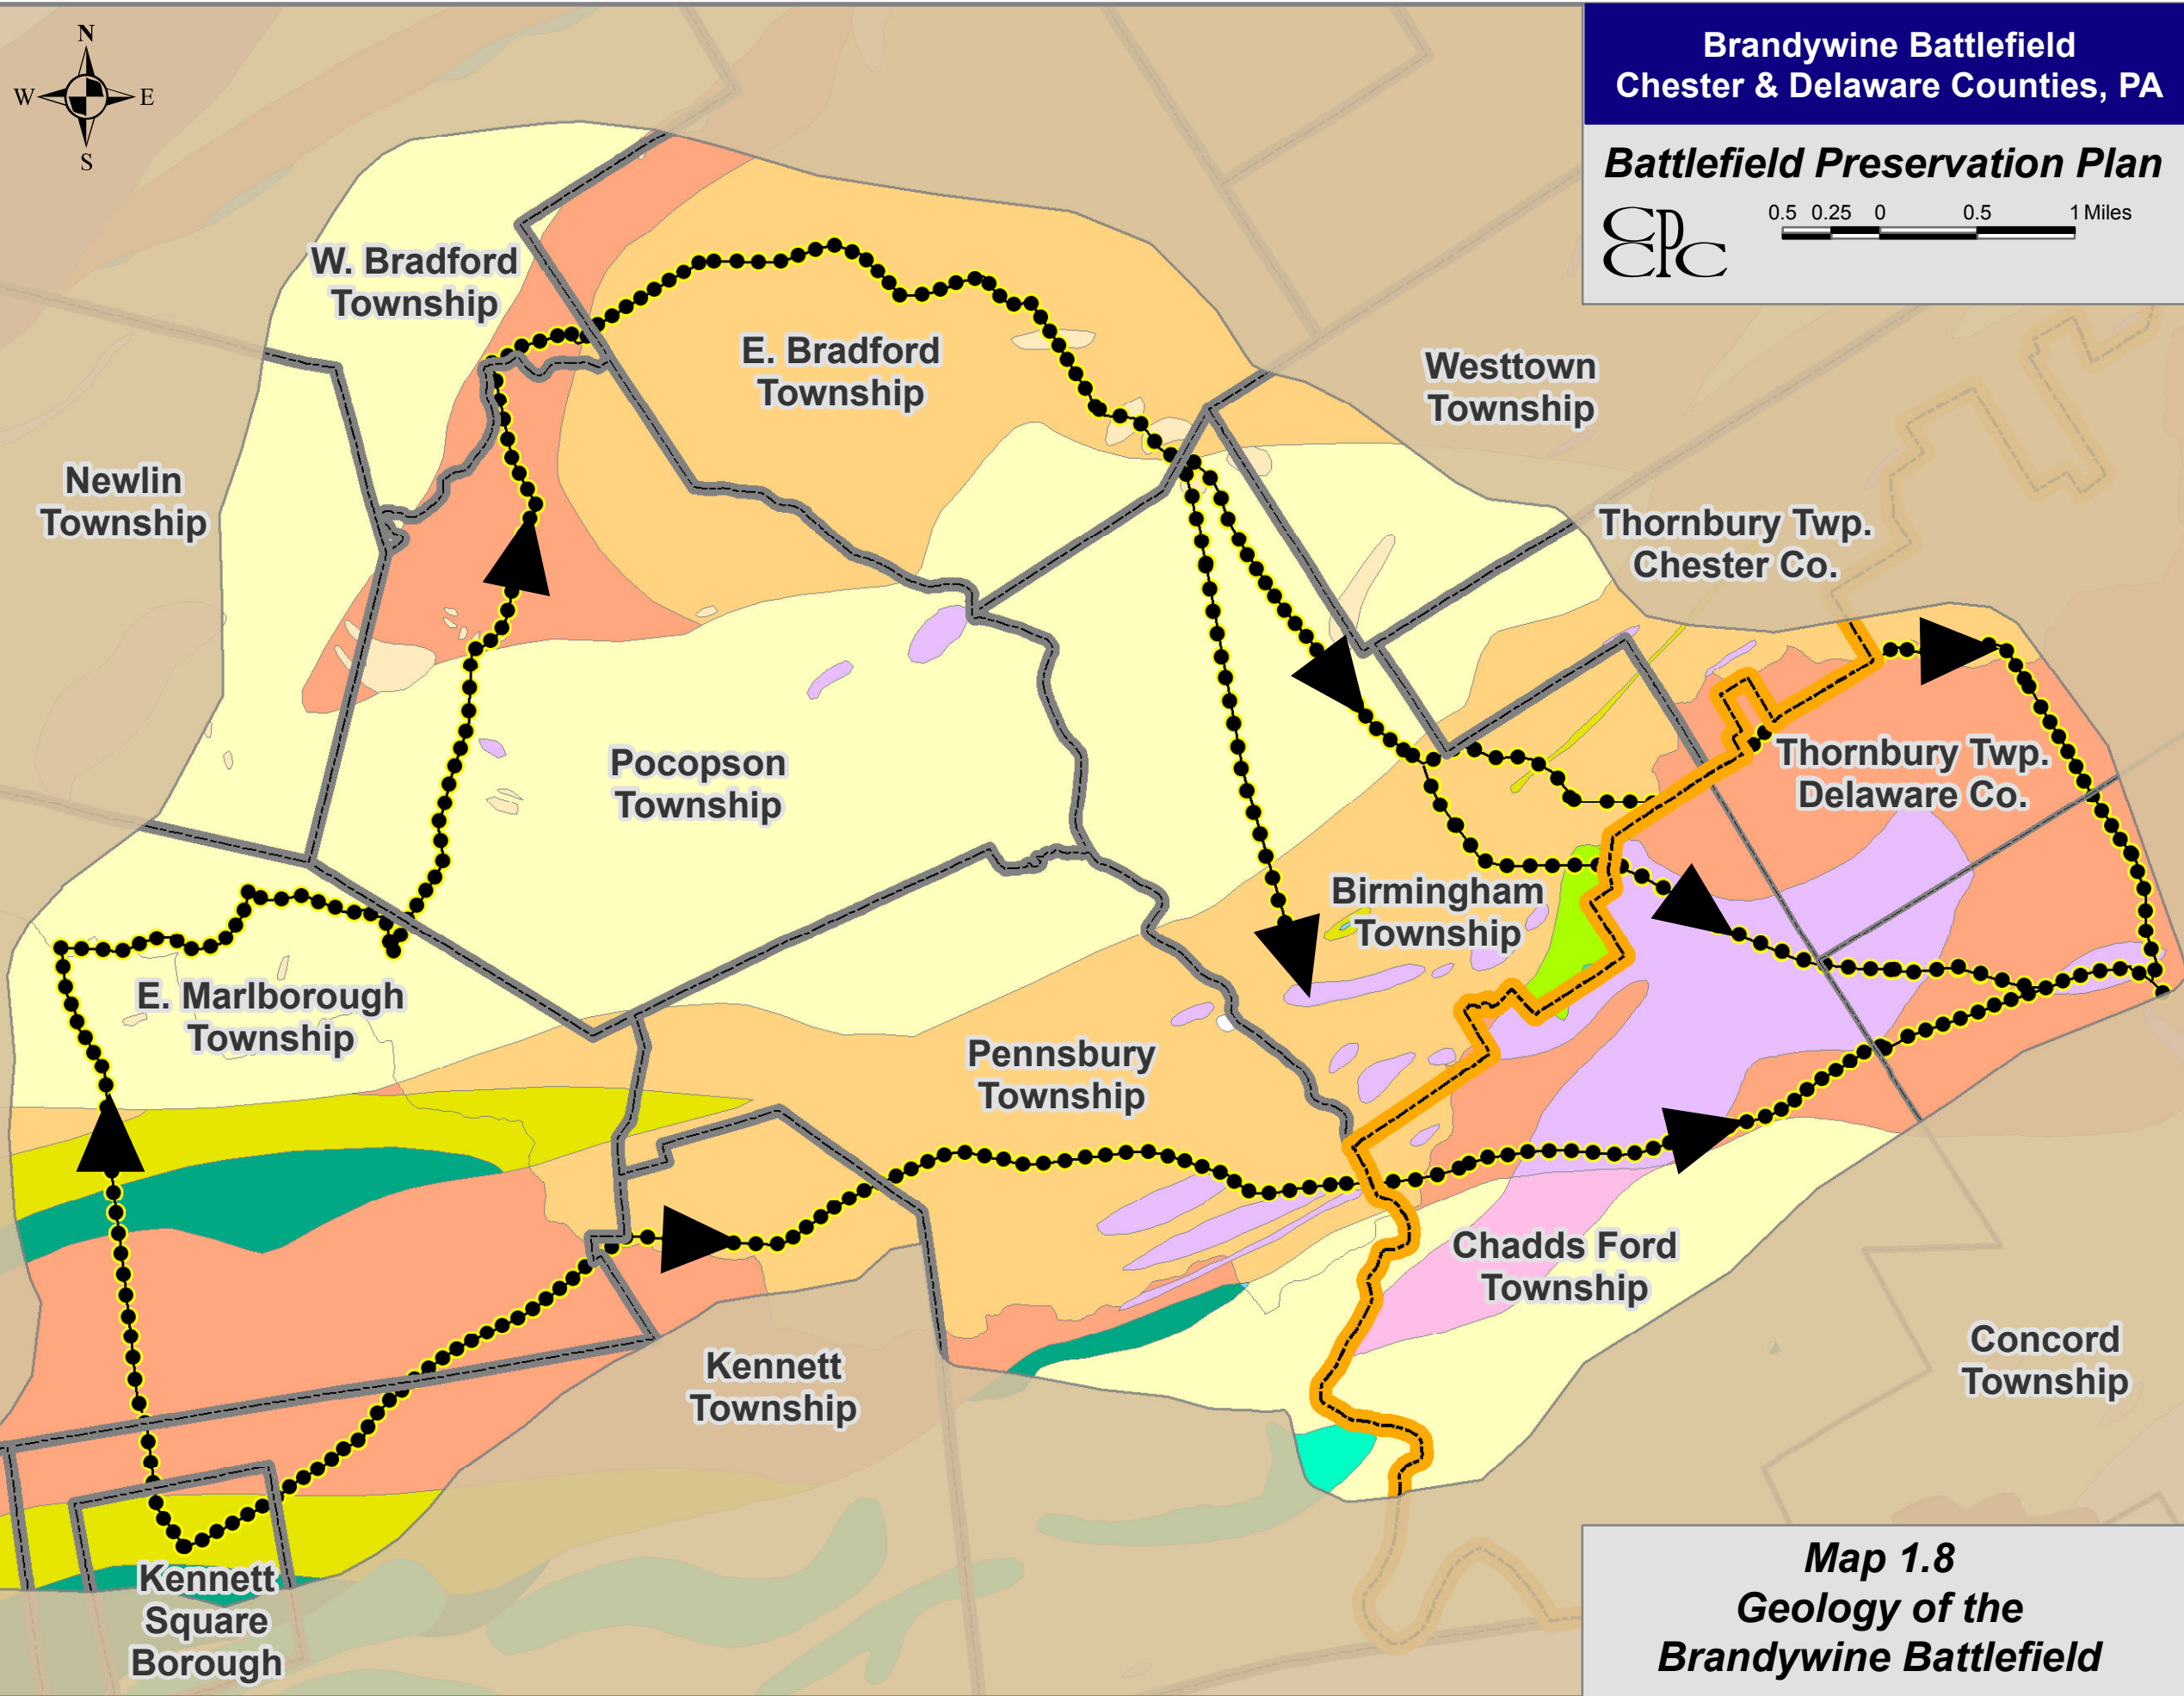 Brandywine Battlefield
Chester & Delaware Counties, PA
Battlefield Preservation Plan
CCPC
0.5 0.25 0 0.5 1 Miles
N
W E
S
W. Bradford
Township
E. Bradford
Township
Westtown
Township
Newlin
Township
Thornbury Twp.
Chester Co.
Pocopson
Township
Thornbury Twp.
Delaware Co.
Birmingham
Township
E. Marlborough
Township
Pennsbury
Township
Chadds Ford
Township
Kennett
Township
Concord
Township
Kennett
Square
Borough
Map 1.8
Geology of the
Brandywine Battlefield